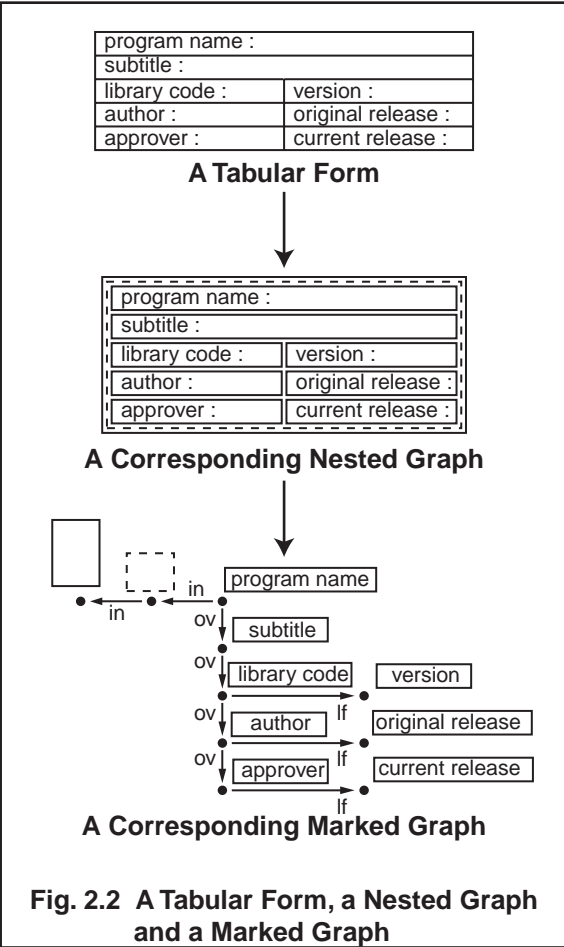 program name :
subtitle :
library code : version :
author : original release :
approver : current release :
A Tabular Form
program name :
subtitle :
library code : version :
author : original release :
approver : current release :
A Corresponding Nested Graph
program name
in
in
ov
subtitle
ov
library code version
lf
ov
author original release
lf
ov
approver current release
lf
A Corresponding Marked Graph
Fig. 2.2 A Tabular Form, a Nested Graph
and a Marked Graph